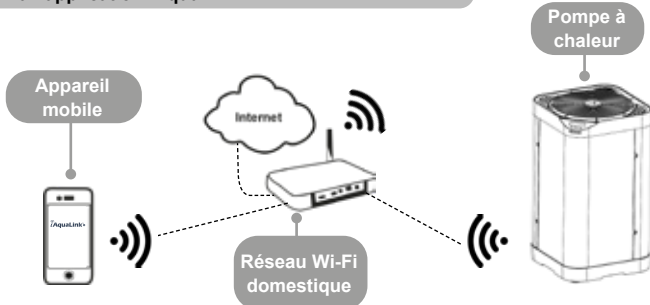 Pompe à
chaleur
Appareil
mobile
Internet
iAquaLink
Réseau Wi-Fi
domestique